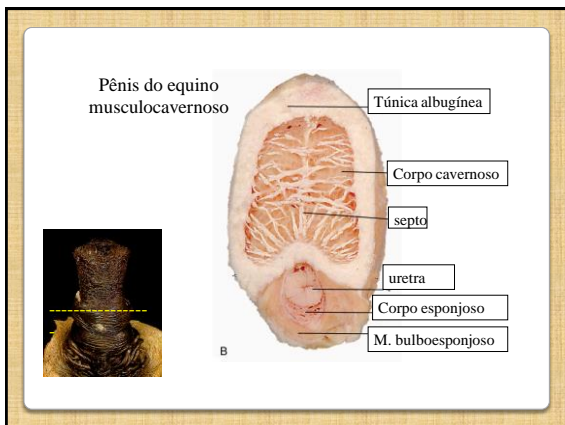 Pênis do equino
musculocavernoso
Túnica albugínea
Corpo cavernoso
septo
uretra
Corpo esponjoso
M. bulboesponjoso
B